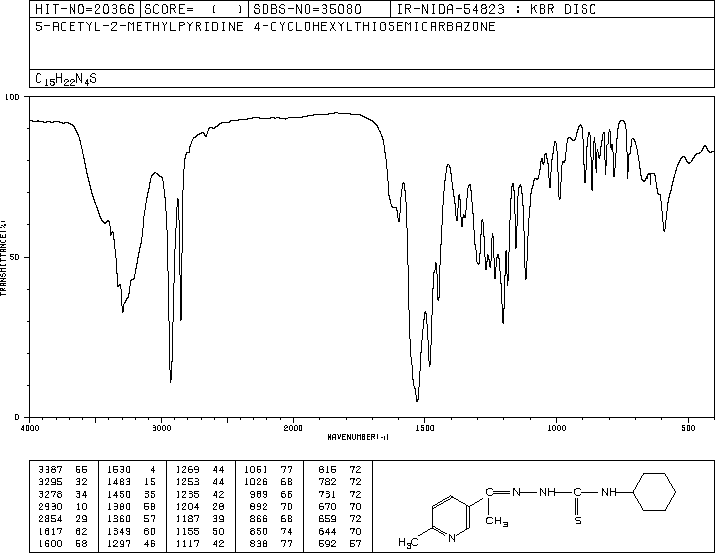 HIT-NO=20366 SCORE= ( ) SDBS-NO=35080 IR-NIDA-54823 : KBR DISC
5-ACETYL-2-METHYLPYRIDINE 4-CYCLOHEXYLTHIOSEMICARBAZONE
C15H22N4S
100
50
0
TRANSMITTANCE(%)
4000 3000 2000 1500 1000 500
WAVENUMBER(-1)
3387 55 1530 4 1269 44 1061 77 816 72
3295 32 1483 15 1253 44 1026 68 782 72
3278 34 1450 35 1235 42 989 66 731 72
2930 10 1380 58 1204 28 892 70 670 70
2854 29 1360 57 1187 39 866 68 659 72
1617 62 1349 60 1155 50 850 74 644 70
1600 58 1297 46 1117 42 838 77 592 57
C N NH C NH
CH3 S
H3C N